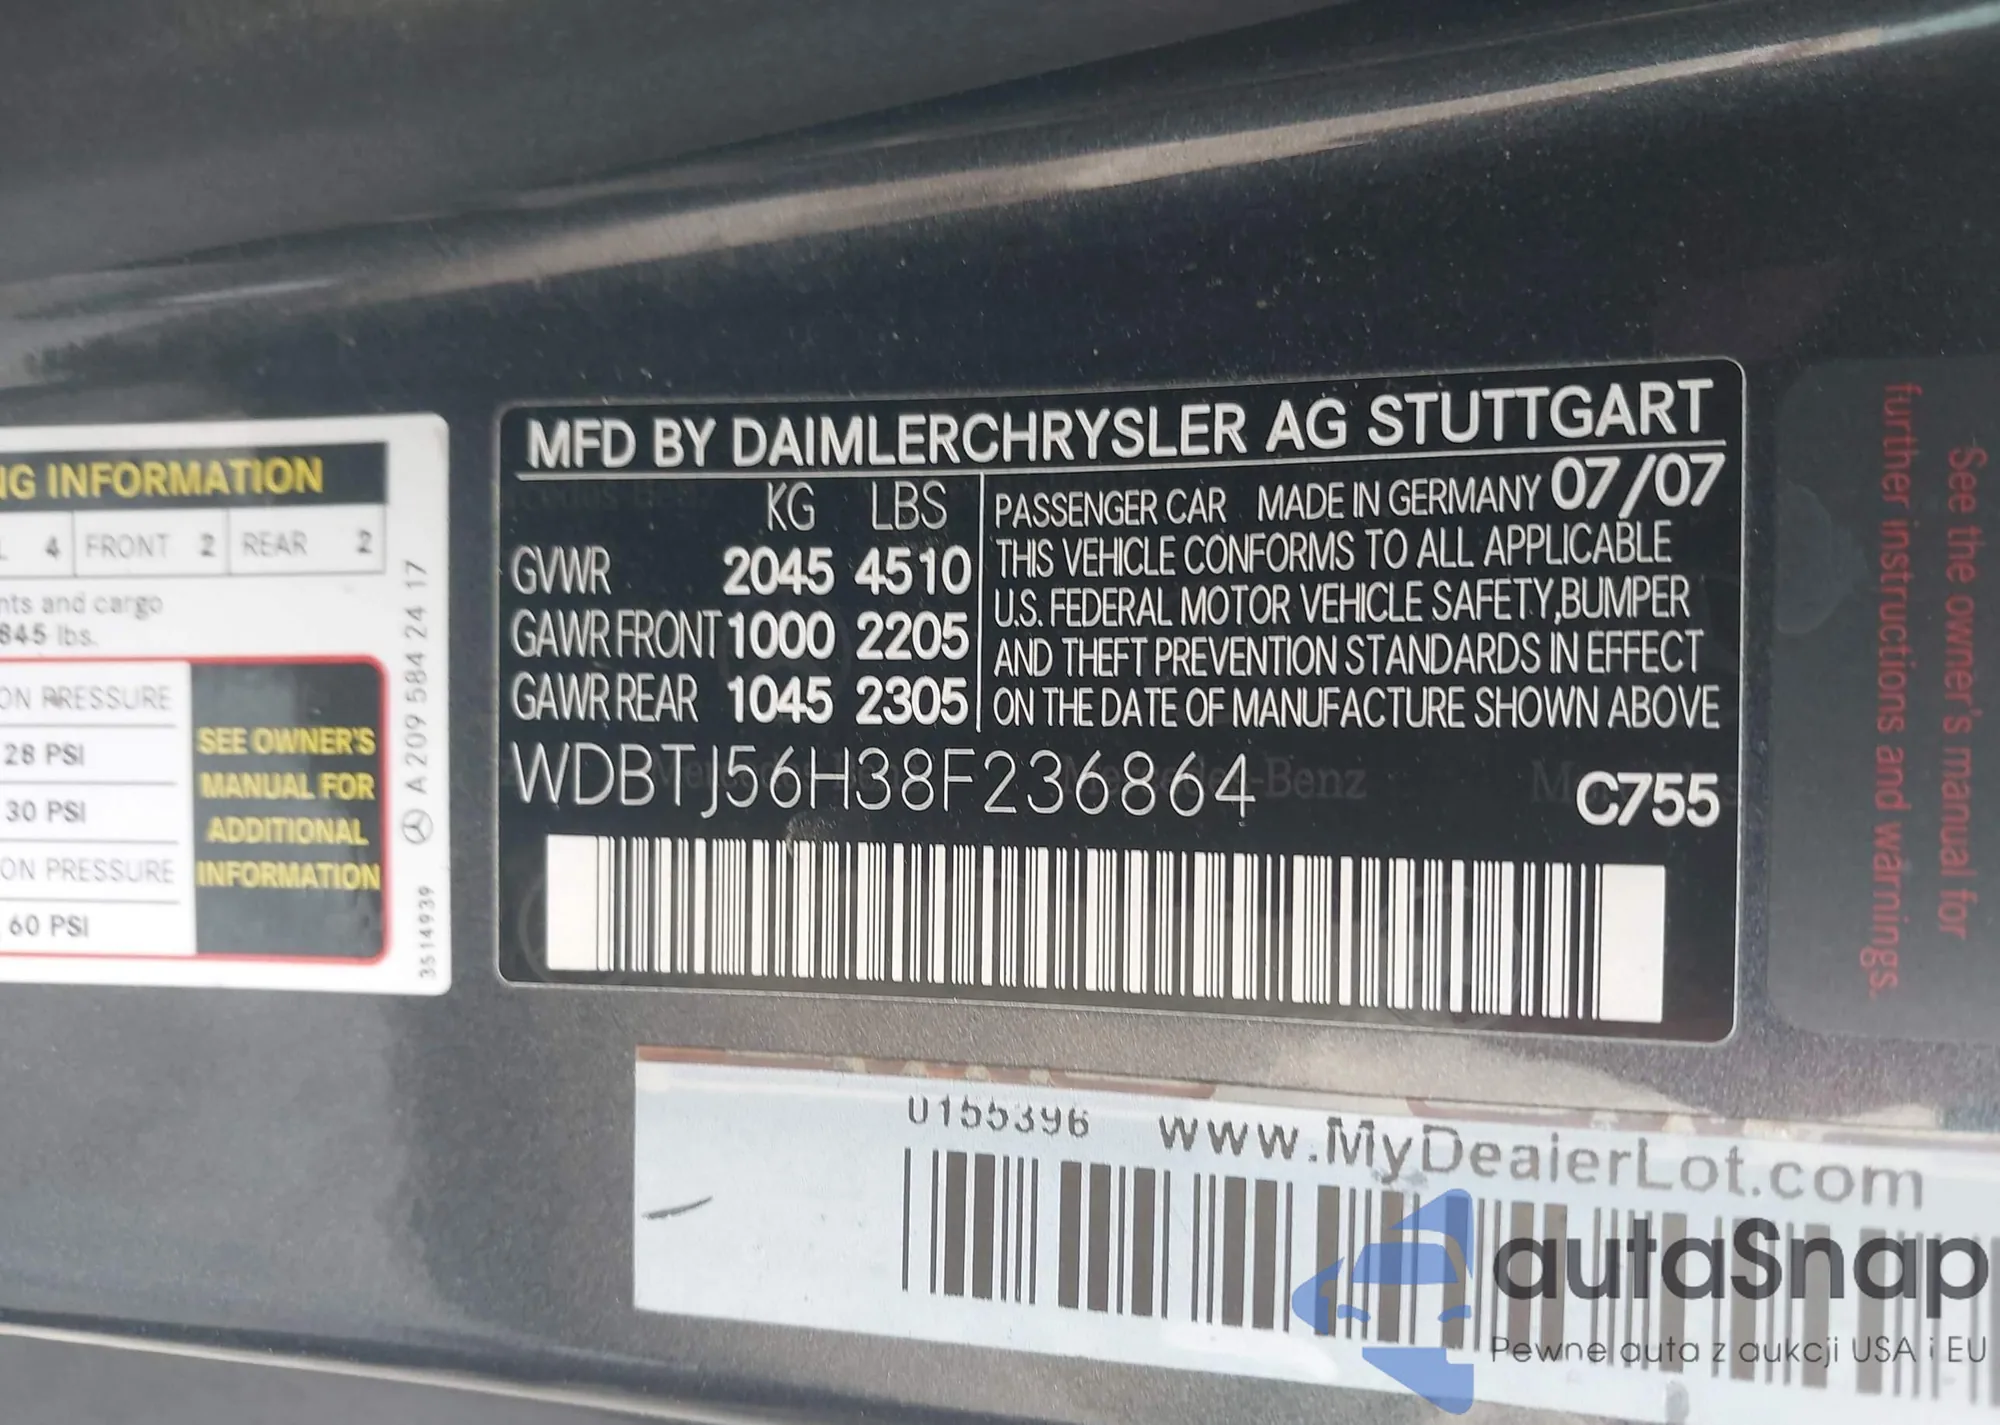 NG INFORMATION
4 FRONT 2 REAR 2
nts and cargo
845 lbs.
ON PRESSURE
28 PSI
30 PSI
ON PRESSURE
60 PSI
SEE OWNER'S
MANUAL FOR
ADDITIONAL
INFORMATION
A 209 584 24 17
3514939
MFD BY DAIMLERCHRYSLER AG STUTTGART
KG LBS
GVWR 2045 4510
GAWR FRONT 1000 2205
GAWR REAR 1045 2305
PASSENGER CAR MADE IN GERMANY 07/07
THIS VEHICLE CONFORMS TO ALL APPLICABLE
U.S. FEDERAL MOTOR VEHICLE SAFETY,BUMPER
AND THEFT PREVENTION STANDARDS IN EFFECT
ON THE DATE OF MANUFACTURE SHOWN ABOVE
WDBTJ56H38F236864
C755
See the owner's manual for
further instructions and warnings.
0155396 www.MyDealerLot.com
autaSnap
Pewne auta z aukcji USA i EU